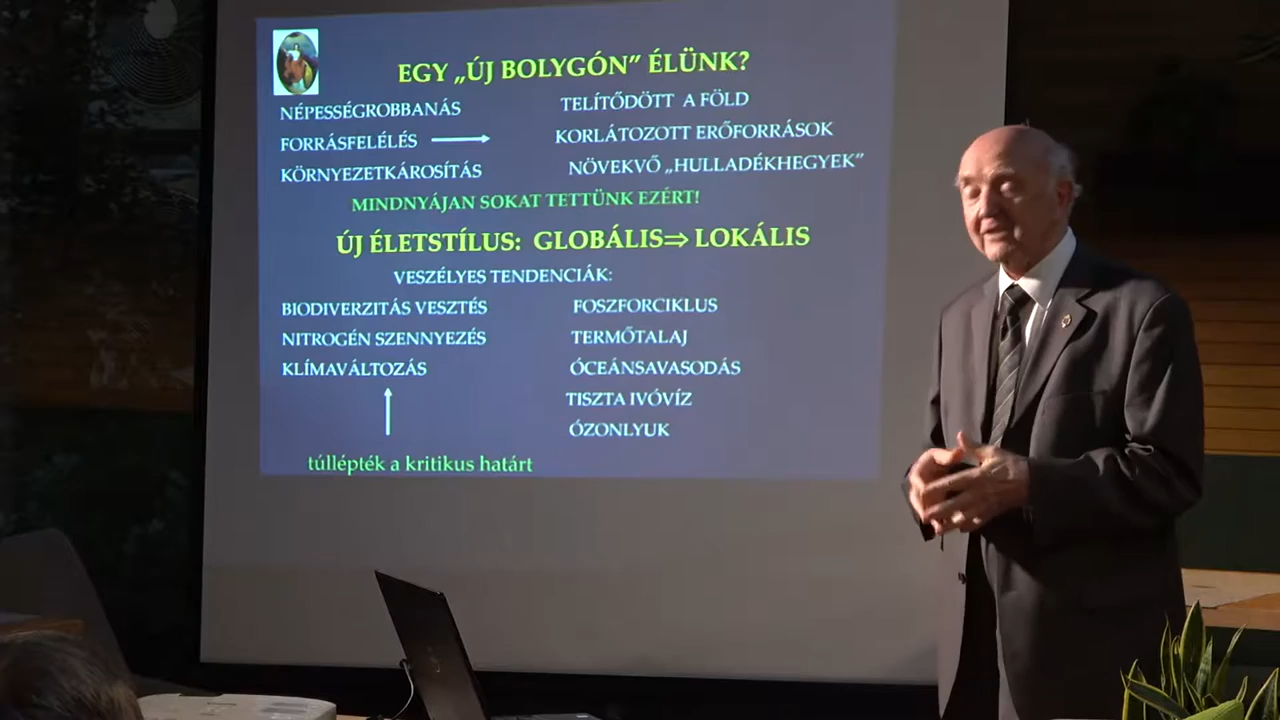 EGY „ÚJ BOLYGÓN” ÉLÜNK?
NÉPESSÉGROBBANÁS TELÍTŐDÖTT A FÖLD
FORRÁSFELÉLÉS → KORLÁTOZOTT ERŐFORRÁSOK
KÖRNYEZETKÁROSÍTÁS NÖVEKVŐ „HULLADÉKHEGYEK”
MINDNYÁJAN SOKAT TETTÜNK EZÉRT!
ÚJ ÉLETSTÍLUS: GLOBÁLIS⇒ LOKÁLIS
VESZÉLYES TENDENCIÁK:
BIODIVERZITÁS VESZTÉS FOSZFORCIKLUS
NITROGÉN SZENNYEZÉS TERMŐTALAJ
KLÍMAVÁLTOZÁS ÓCEÁNSAVASODÁS
TISZTA IVÓVÍZ
ÓZONLYUK
túllépték a kritikus határt